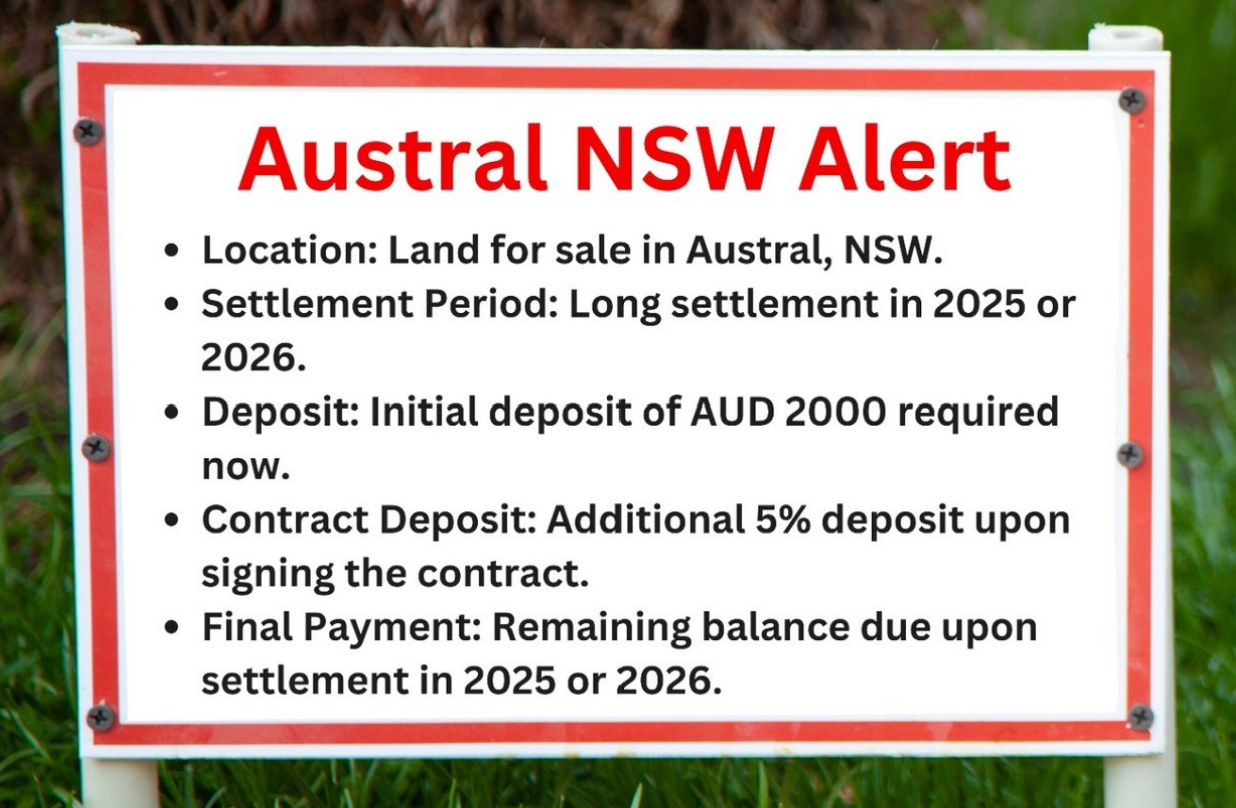 Austral NSW Alert
• Location: Land for sale in Austral, NSW.
• Settlement Period: Long settlement in 2025 or
2026.
• Deposit: Initial deposit of AUD 2000 required
now.
• Contract Deposit: Additional 5% deposit upon
signing the contract.
• Final Payment: Remaining balance due upon
settlement in 2025 or 2026.